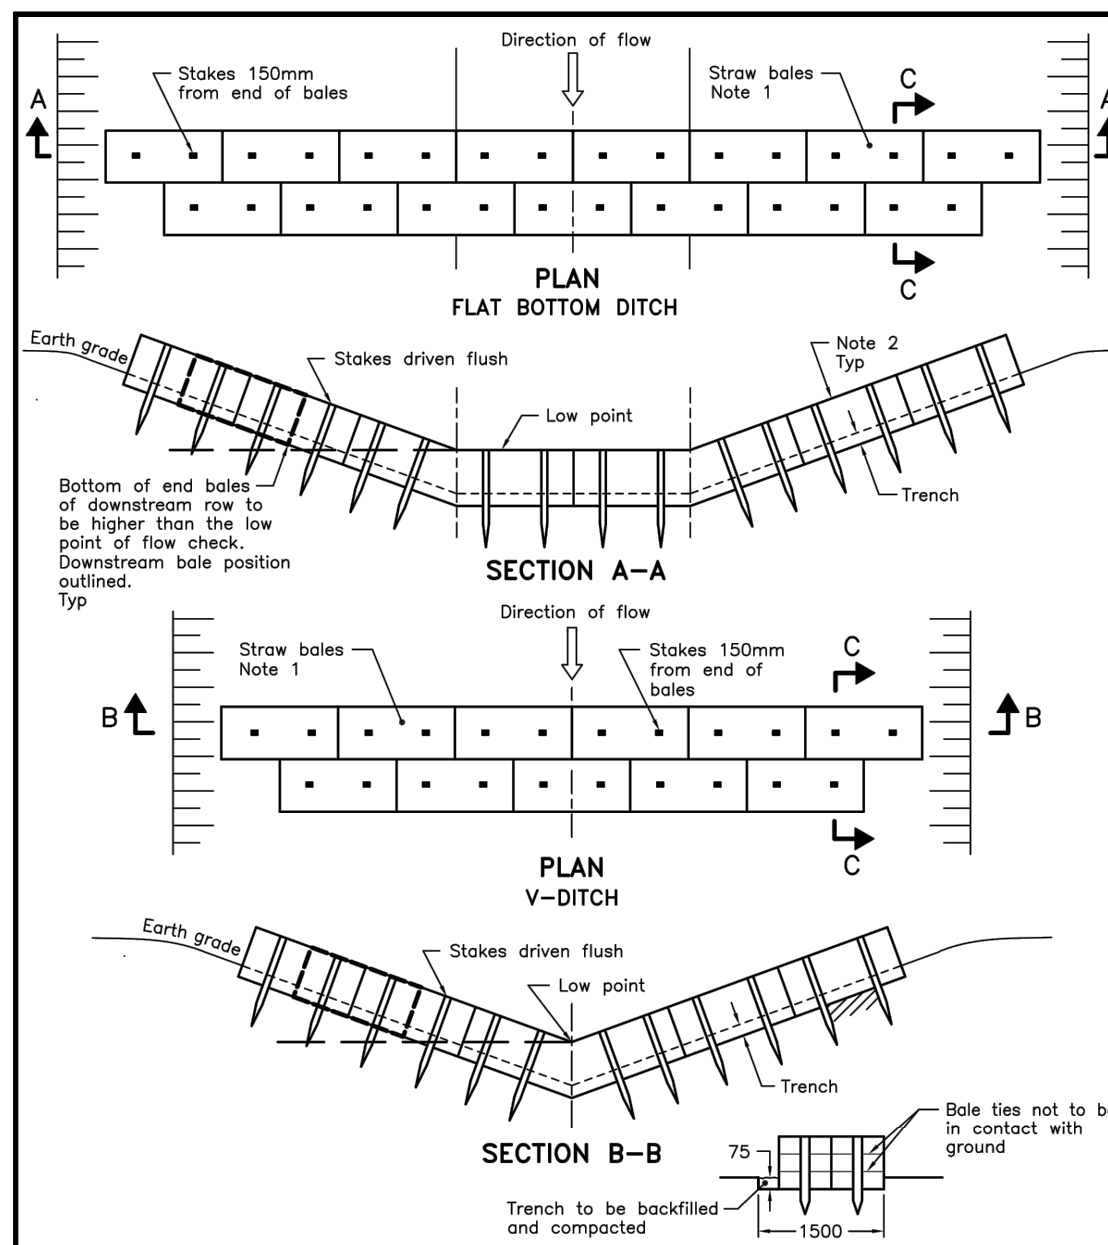 Direction of flow
Stakes 150mm
from end of bales
Straw bales
Note 1
C
A
A
C
PLAN
FLAT BOTTOM DITCH
Earth grade
Stakes driven flush
Note 2
Typ
Low point
Trench
Bottom of end bales
of downstream row to
be higher than the low
point of flow check.
Downstream bale position
outlined.
Typ
SECTION A-A
Direction of flow
Straw bales
Note 1
Stakes 150mm
from end of
bales
C
B
B
C
PLAN
V-DITCH
Earth grade
Stakes driven flush
Low point
Trench
SECTION B-B
Bale ties not to b
in contact with
ground
75
Trench to be backfilled
and compacted
1500